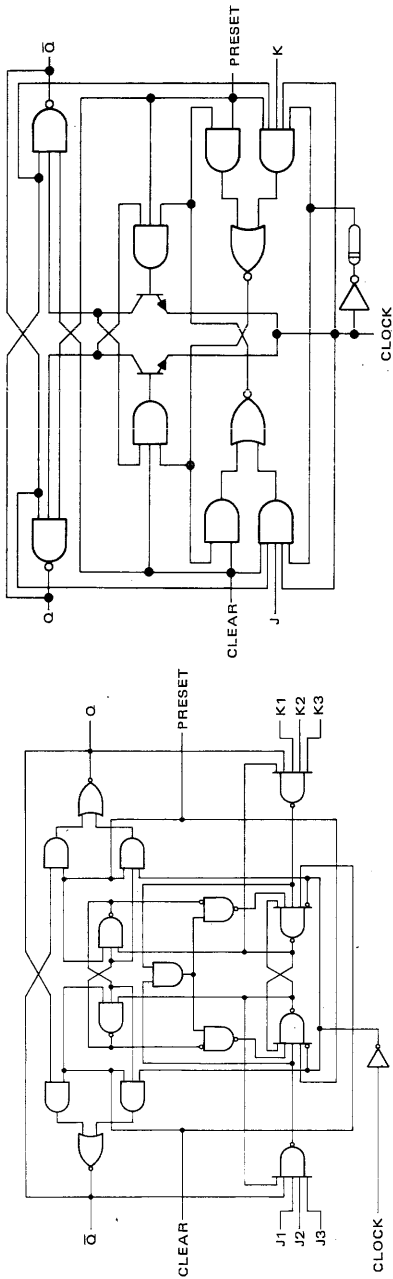 Q̅
Q
PRESET
K
CLEAR
J
CLOCK
Q̅
Q
CLEAR
PRESET
J1
J2
J3
K1
K2
K3
CLOCK